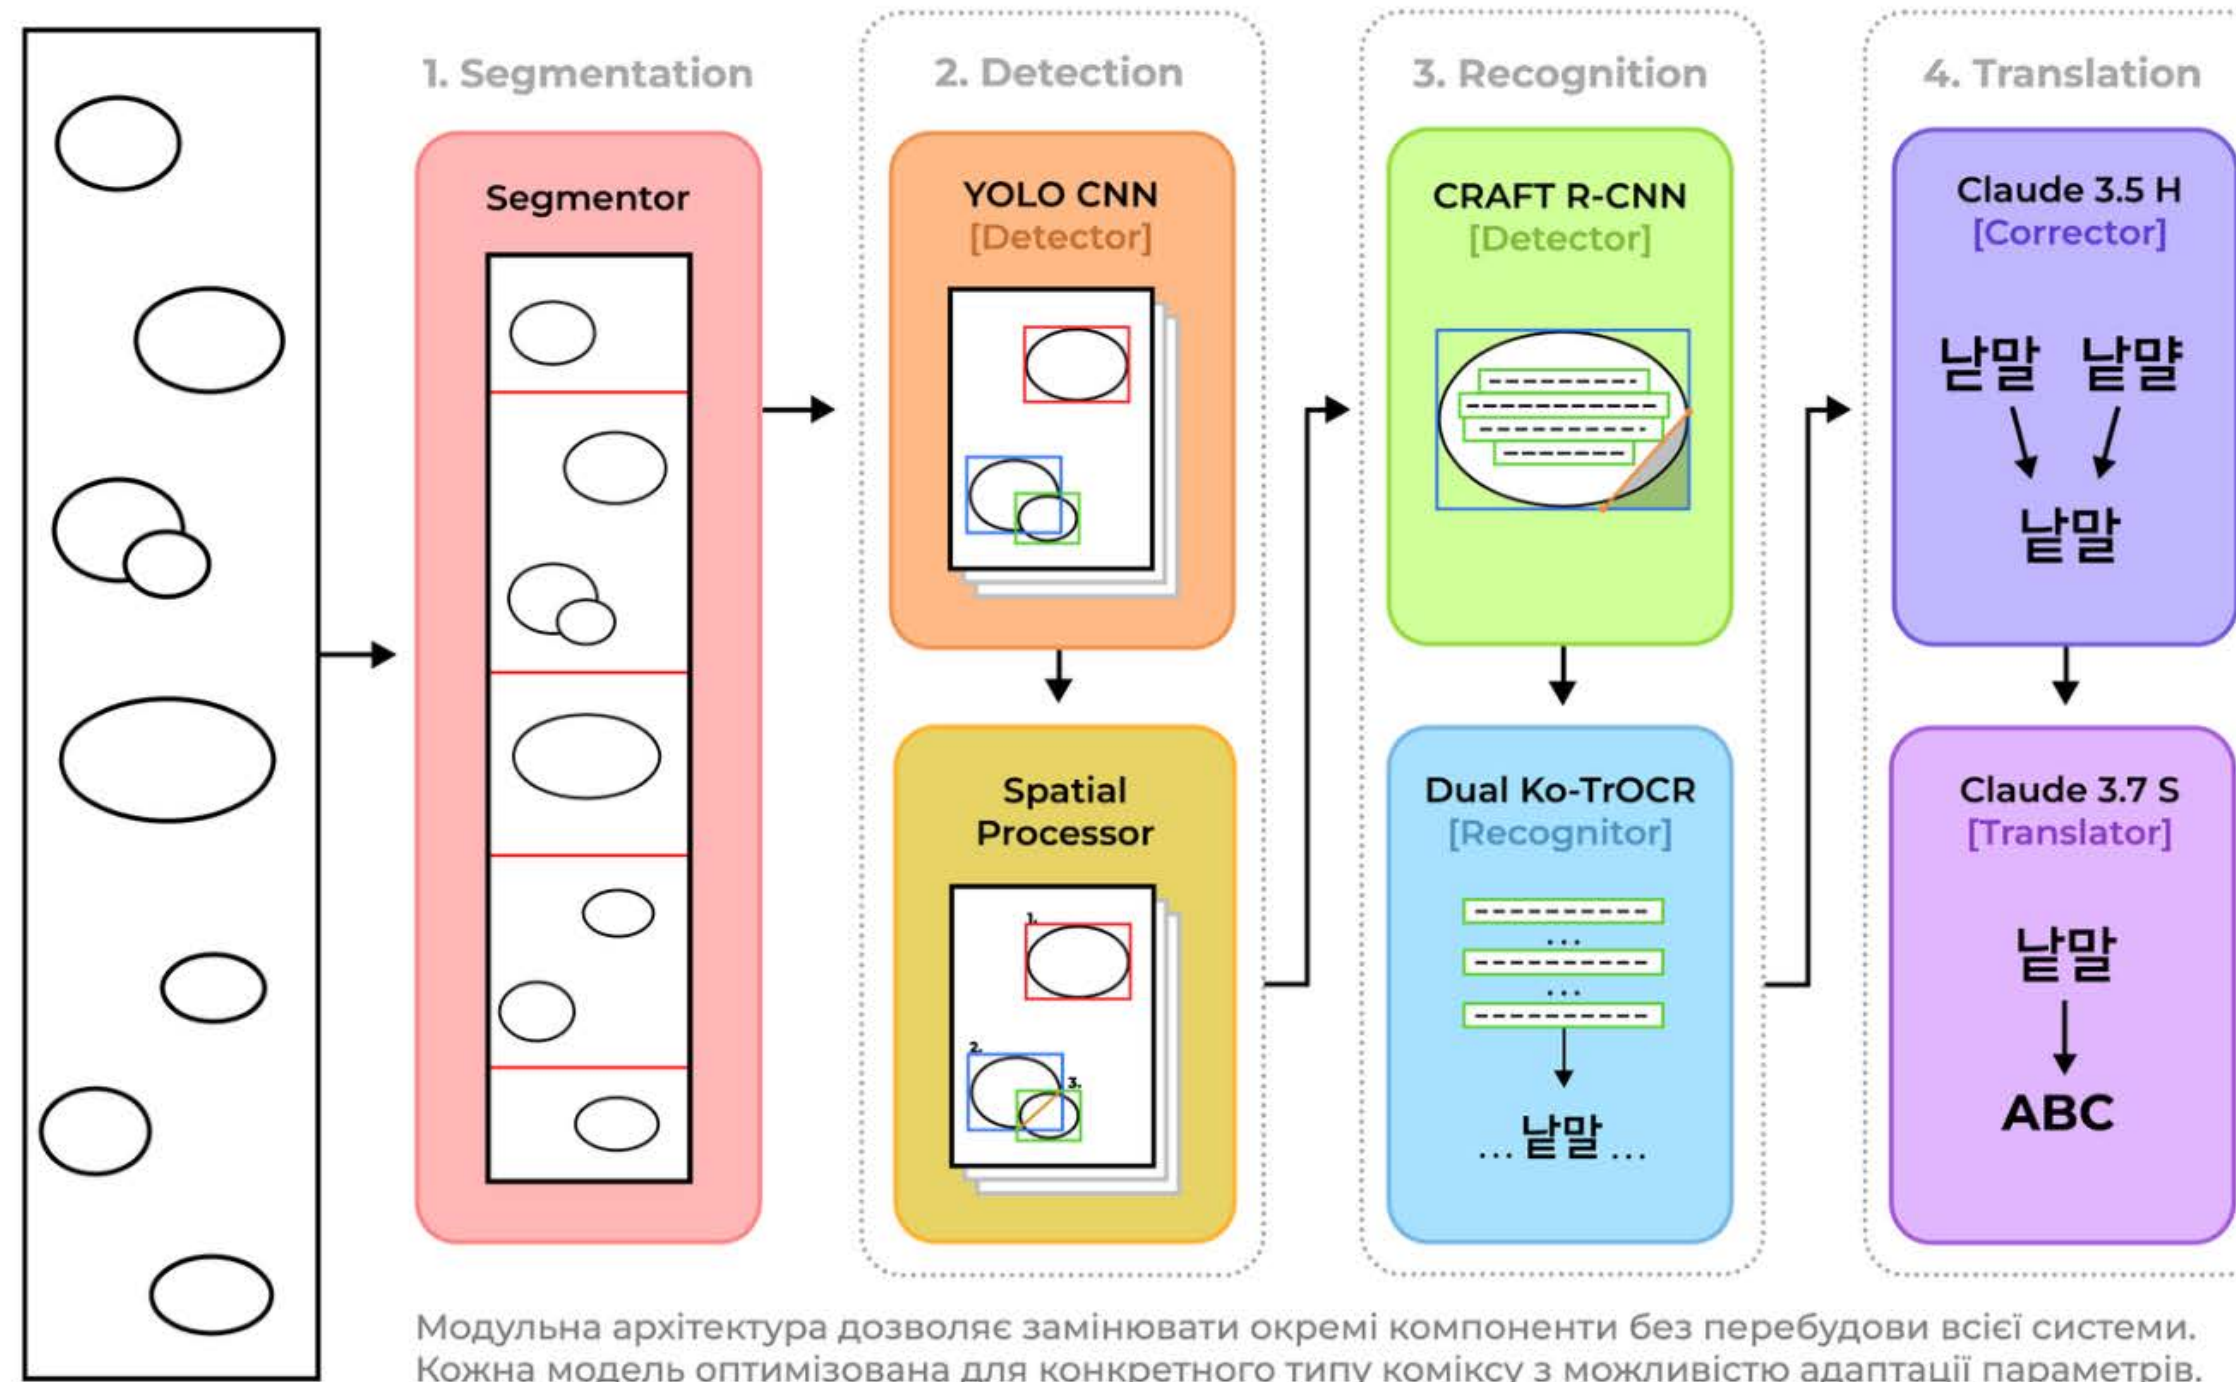 1. Segmentation
Segmentor
2. Detection
YOLO CNN
[Detector]
Spatial
Processor
1.
2.
3.
3. Recognition
CRAFT R-CNN
[Detector]
Dual Ko-TrOCR
[Recognitor]
...
...
... 낱말 ...
4. Translation
Claude 3.5 H
[Corrector]
낟말 낱먈
낱말
Claude 3.7 S
[Translator]
낱말
ABC
Модульна архітектура дозволяє замінювати окремі компоненти без перебудови всієї системи.
Кожна модель оптимізована для конкретного типу коміксу з можливістю адаптації параметрів.